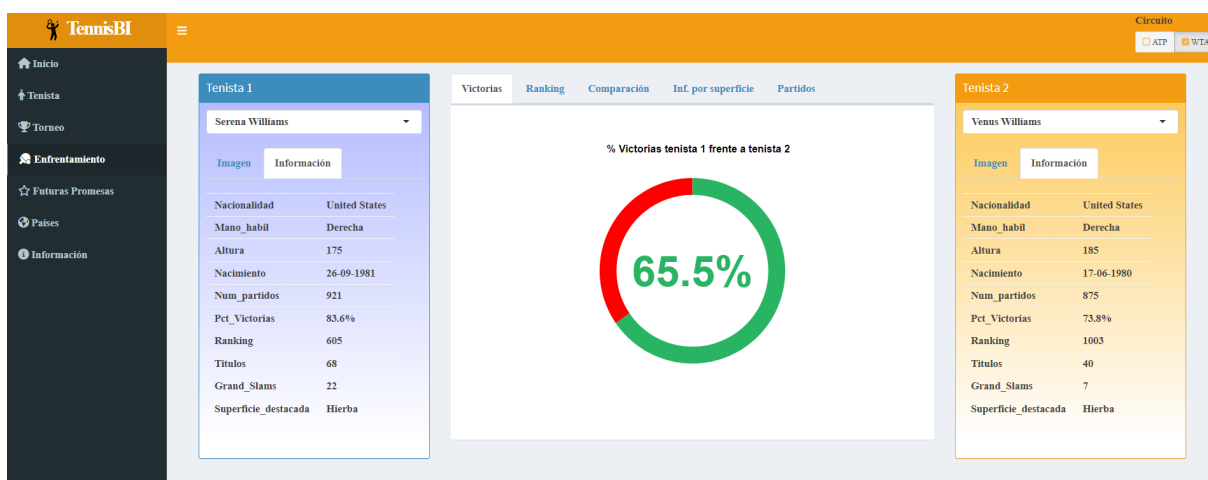 TennisBI
Circuito
ATP WTA
Inicio
Tenista
Torneo
Enfrentamiento
Futuras Promesas
Paises
Información
Tenista 1
Serena Williams
Imagen Información
Nacionalidad United States
Mano_habil Derecha
Altura 175
Nacimiento 26-09-1981
Num_partidos 921
Pct_Victorias 83.6%
Ranking 605
Titulos 68
Grand_Slams 22
Superficie_destacada Hierba
Victorias Ranking Comparación Inf. por superficie Partidos
% Victorias tenista 1 frente a tenista 2
65.5%
Tenista 2
Venus Williams
Imagen Información
Nacionalidad United States
Mano_habil Derecha
Altura 185
Nacimiento 17-06-1980
Num_partidos 875
Pct_Victorias 73.8%
Ranking 1003
Titulos 40
Grand_Slams 7
Superficie_destacada Hierba